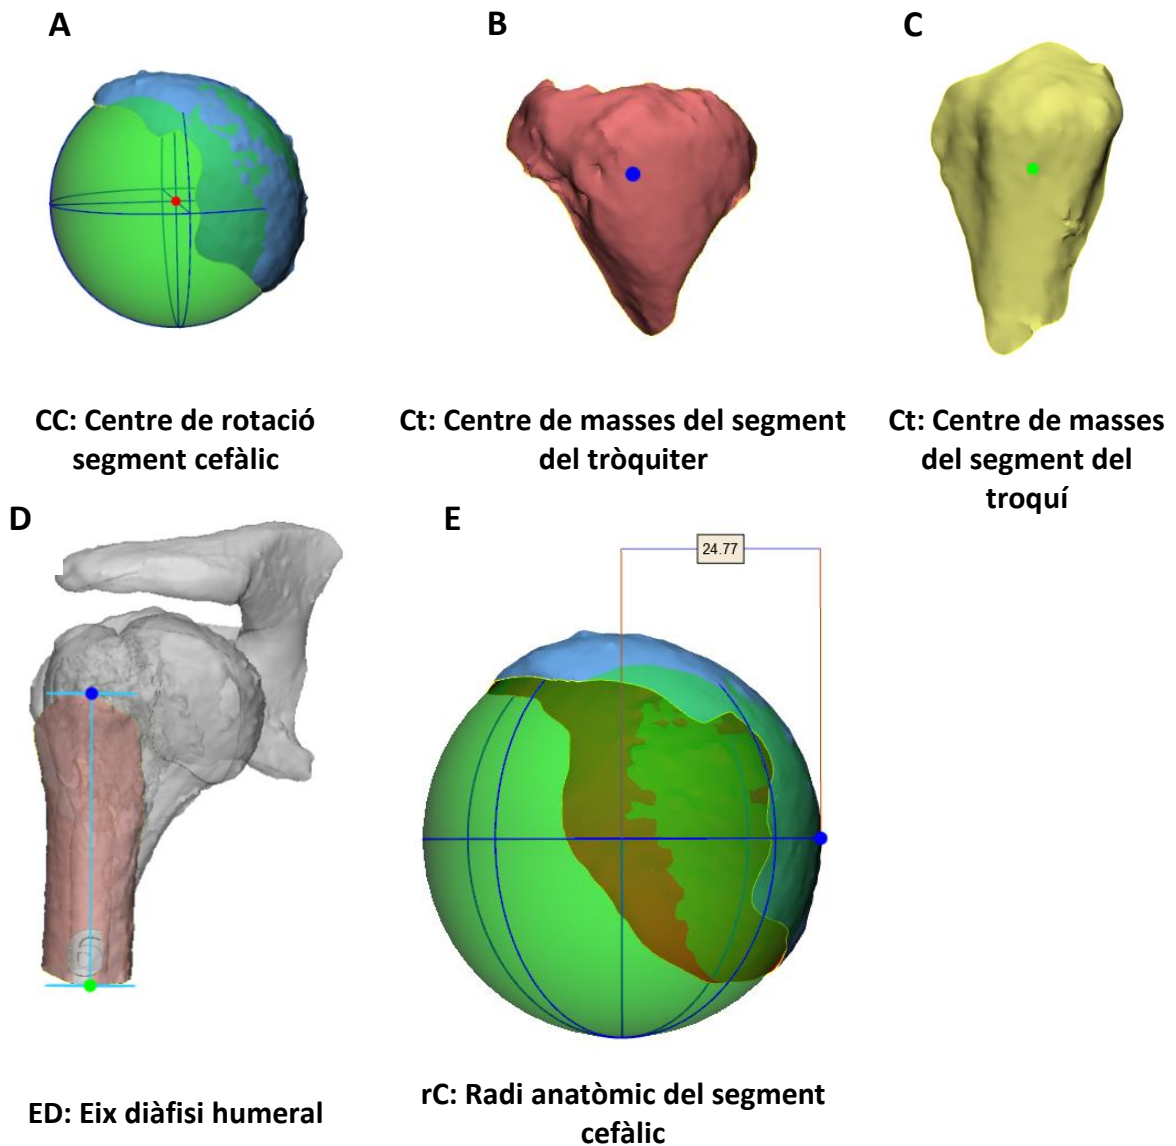 A
B
C
CC: Centre de rotació
segment cefàlic
Ct: Centre de masses del segment
del tròquiter
Ct: Centre de masses
del segment del
troquí
D
E
24.77
6
ED: Eix diàfisi humeral
rC: Radi anatòmic del segment
cefàlic